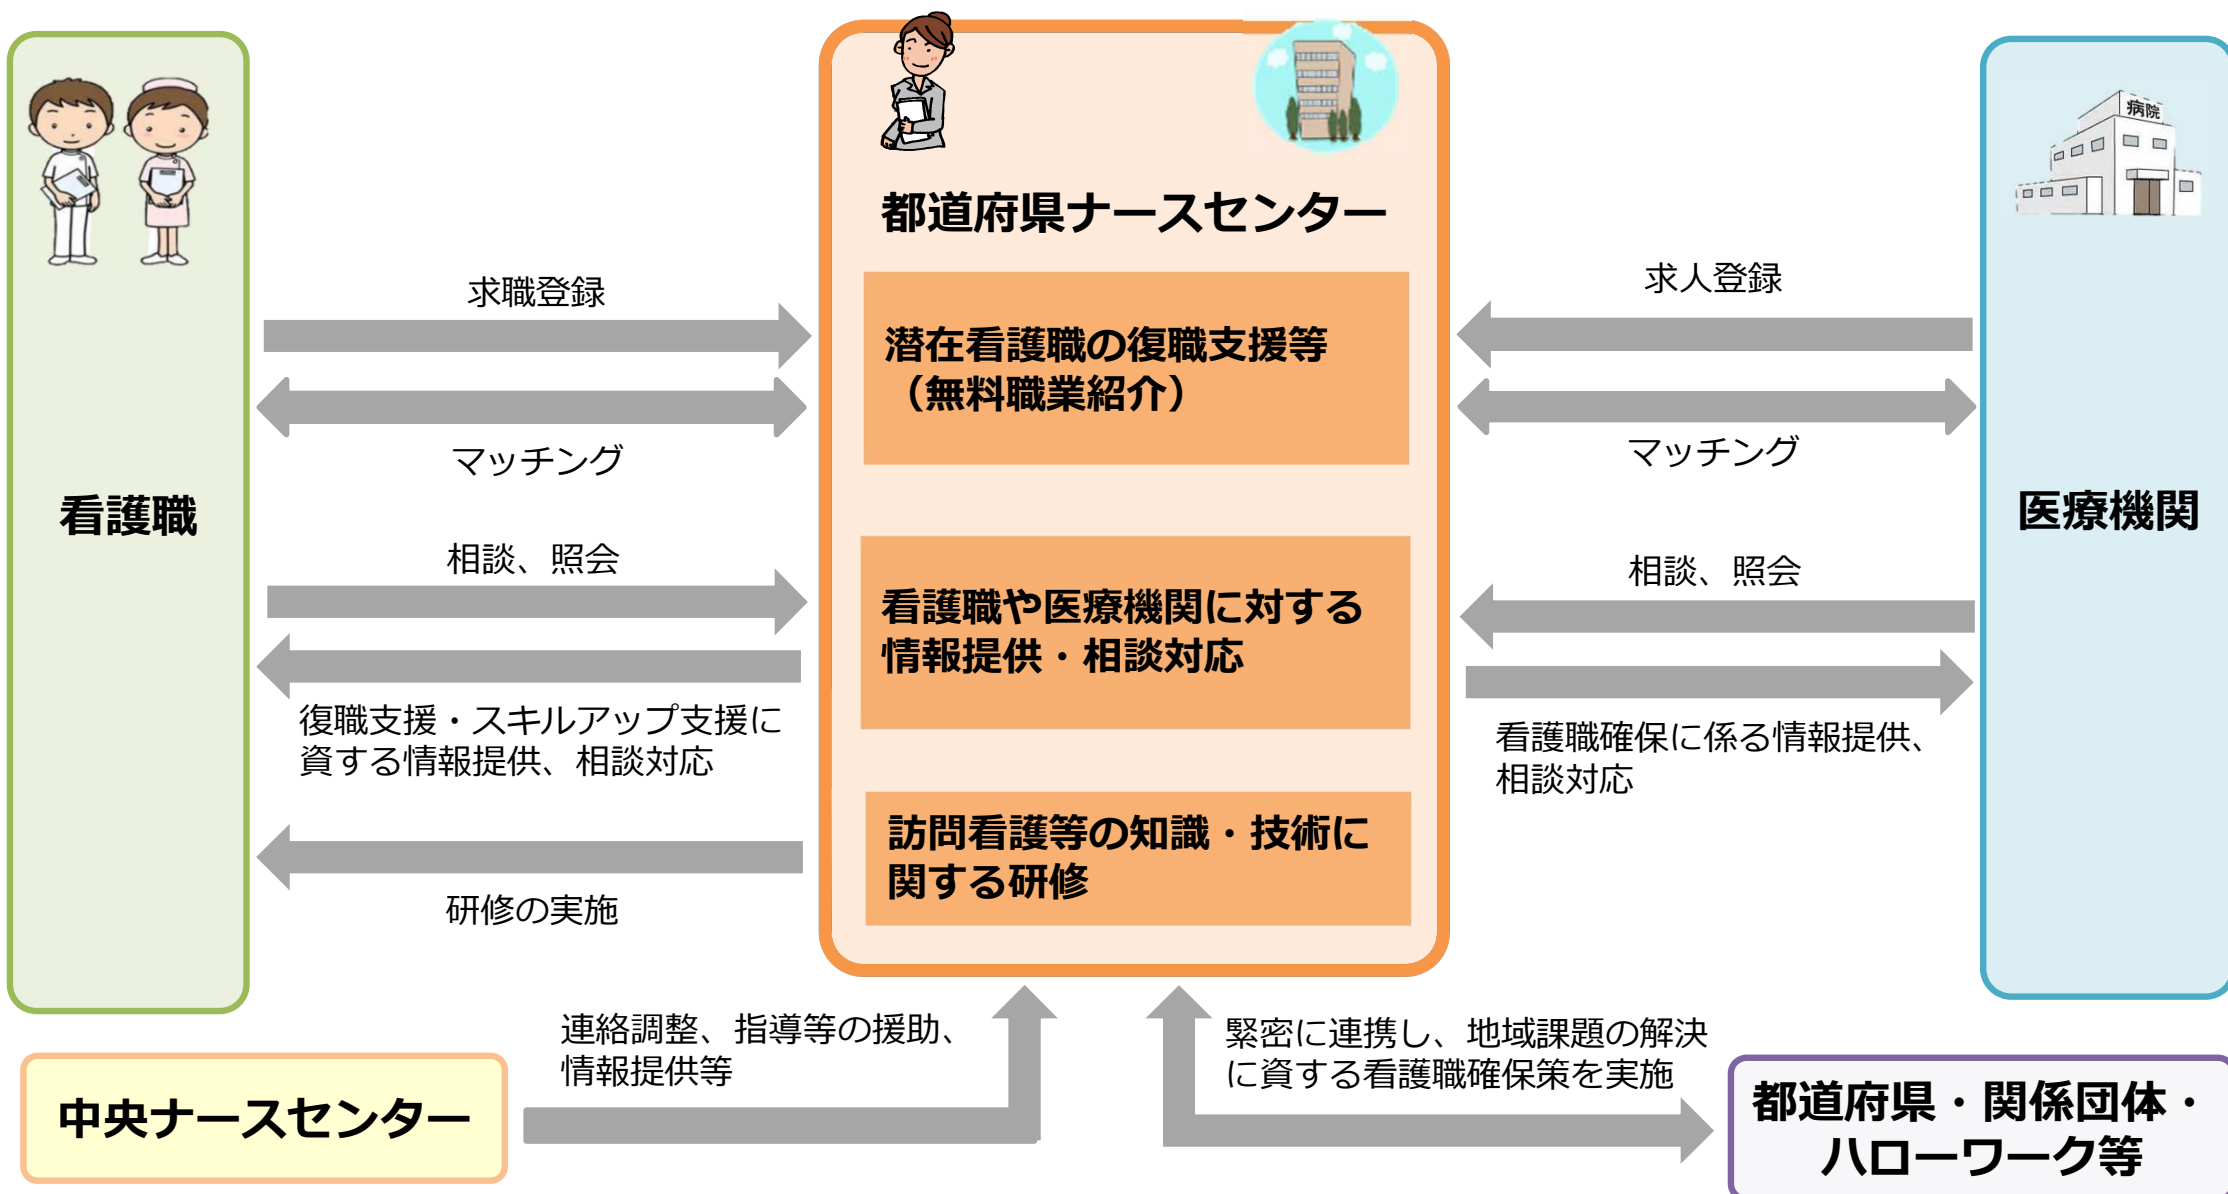 病院
都道府県ナースセンター
求職登録
求人登録
潜在看護職の復職支援等
（無料職業紹介）
マッチング
マッチング
看護職
医療機関
相談、照会
相談、照会
看護職や医療機関に対する
情報提供・相談対応
復職支援・スキルアップ支援に
資する情報提供、相談対応
看護職確保に係る情報提供、
相談対応
訪問看護等の知識・技術に
関する研修
研修の実施
連絡調整、指導等の援助、
情報提供等
緊密に連携し、地域課題の解決
に資する看護職確保策を実施
中央ナースセンター
都道府県・関係団体・
ハローワーク等